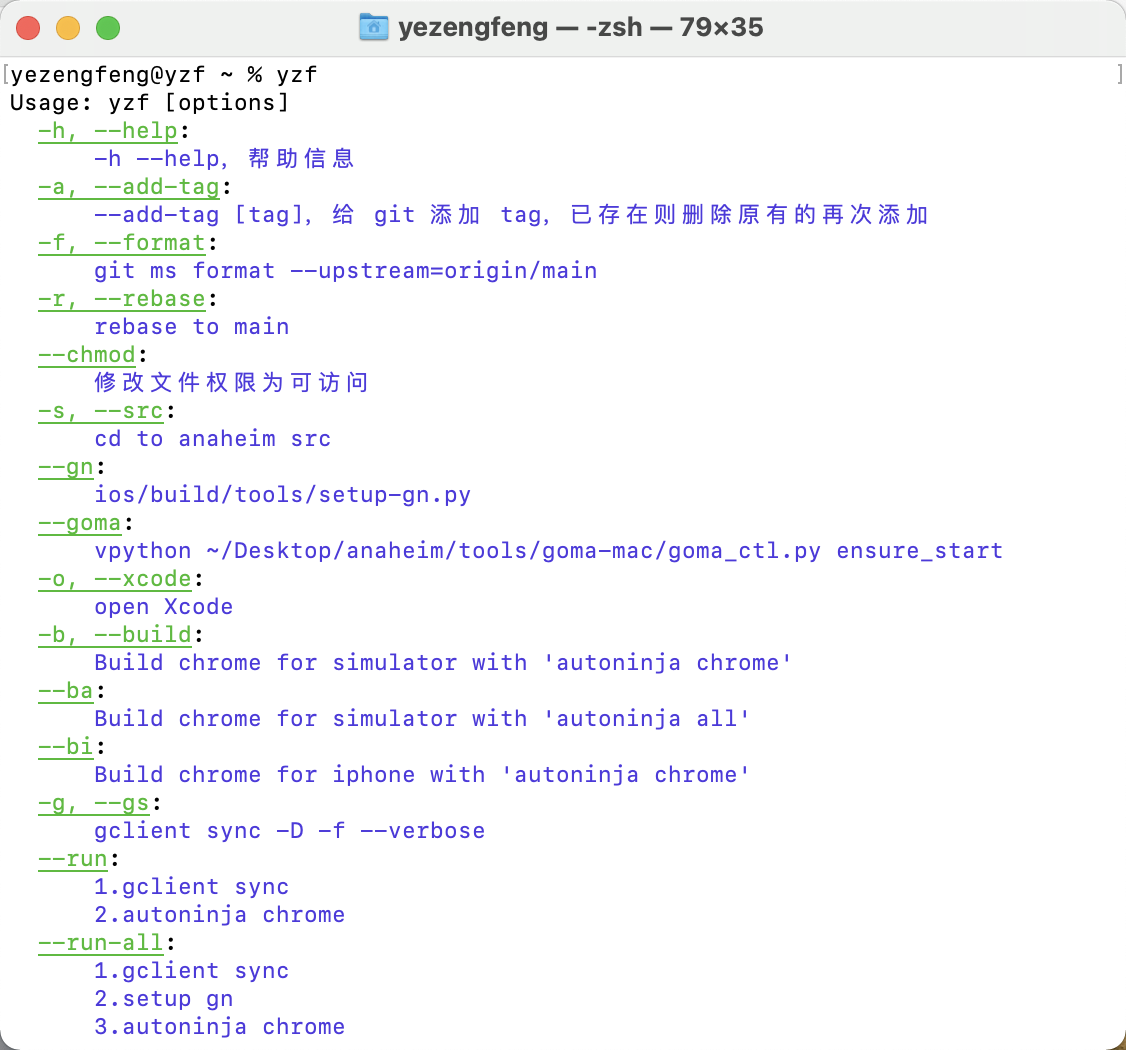 yezengfeng — -zsh — 79×35
[yezengfeng@yzf ~ % yzf ]
Usage: yzf [options]
-h, --help:
-h --help, 帮助信息
-a, --add-tag:
--add-tag [tag], 给 git 添加 tag, 已存在则删除原有的再次添加
-f, --format:
git ms format --upstream=origin/main
-r, --rebase:
rebase to main
--chmod:
修改文件权限为可访问
-s, --src:
cd to anaheim src
--gn:
ios/build/tools/setup-gn.py
--goma:
vpython ~/Desktop/anaheim/tools/goma-mac/goma_ctl.py ensure_start
-o, --xcode:
open Xcode
-b, --build:
Build chrome for simulator with 'autoninja chrome'
--ba:
Build chrome for simulator with 'autoninja all'
--bi:
Build chrome for iphone with 'autoninja chrome'
-g, --gs:
gclient sync -D -f --verbose
--run:
1.gclient sync
2.autoninja chrome
--run-all:
1.gclient sync
2.setup gn
3.autoninja chrome